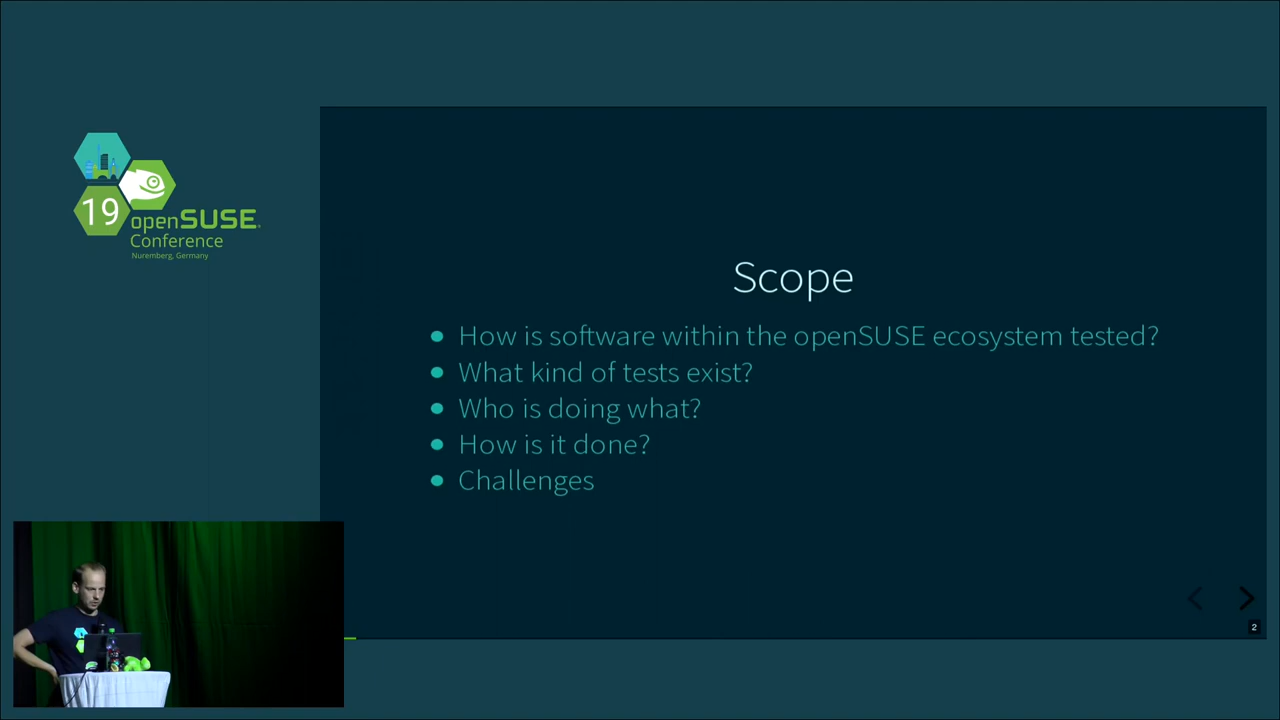 19
openSUSE
Conference
Nuremberg, Germany
Scope
How is software within the openSUSE ecosystem tested?
What kind of tests exist?
Who is doing what?
How is it done?
Challenges
2